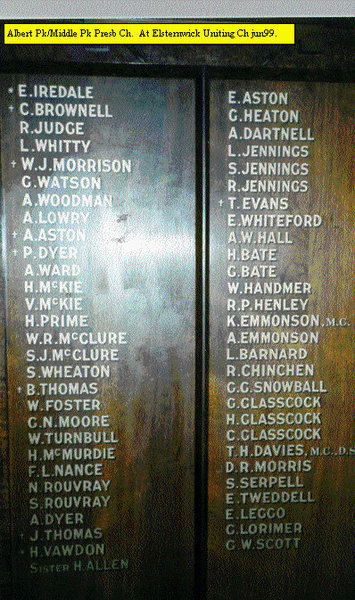 Albert Pk/Middle Pk Presb Ch. At Elsternwick Uniting Ch jun99.
E. IREDALE
† C. BROWNELL
R. JUDGE
L. WHITTY
† W. J. MORRISON
G. WATSON
A. WOODMAN
A. LOWRY
† A. ASTON
† P. DYER
A. WARD
H. McKIE
V. McKIE
H. PRIME
W. R. McCLURE
S. J. McCLURE
S. WHEATON
† B. THOMAS
W. FOSTER
G. N. MOORE
W. TURNBULL
H. McMURDIE
F. L. NANCE
N. ROUVRAY
S. ROUVRAY
A. DYER
† J. THOMAS
† H. VAWDON
SISTER H. ALLEN
E. ASTON
G. HEATON
A. DARTNELL
L. JENNINGS
S. JENNINGS
R. JENNINGS
† T. EVANS
E. WHITEFORD
A. W. HALL
H. BATE
G. BATE
W. HANDMER
R. P. HENLEY
K. EMMONSON, M.C.
A. EMMONSON
L. BARNARD
R. CHINCHEN
G. G. SNOWBALL
G. GLASSCOCK
H. GLASSCOCK
C. GLASSCOCK
T. H. DAVIES, M.C., D.S
D. R. MORRIS
S. SERPELL
E. TWEDDELL
E. LEGGO
G. LORIMER
G. W. SCOTT